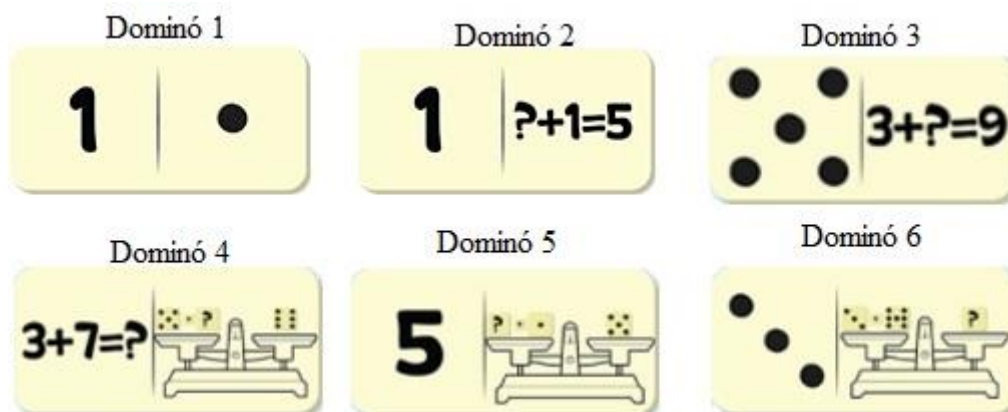 Dominó 1
Dominó 2
Dominó 3
1
1 ?+1=5
3+?=9
Dominó 4
Dominó 5
Dominó 6
3+7=? ?
5 ?
?